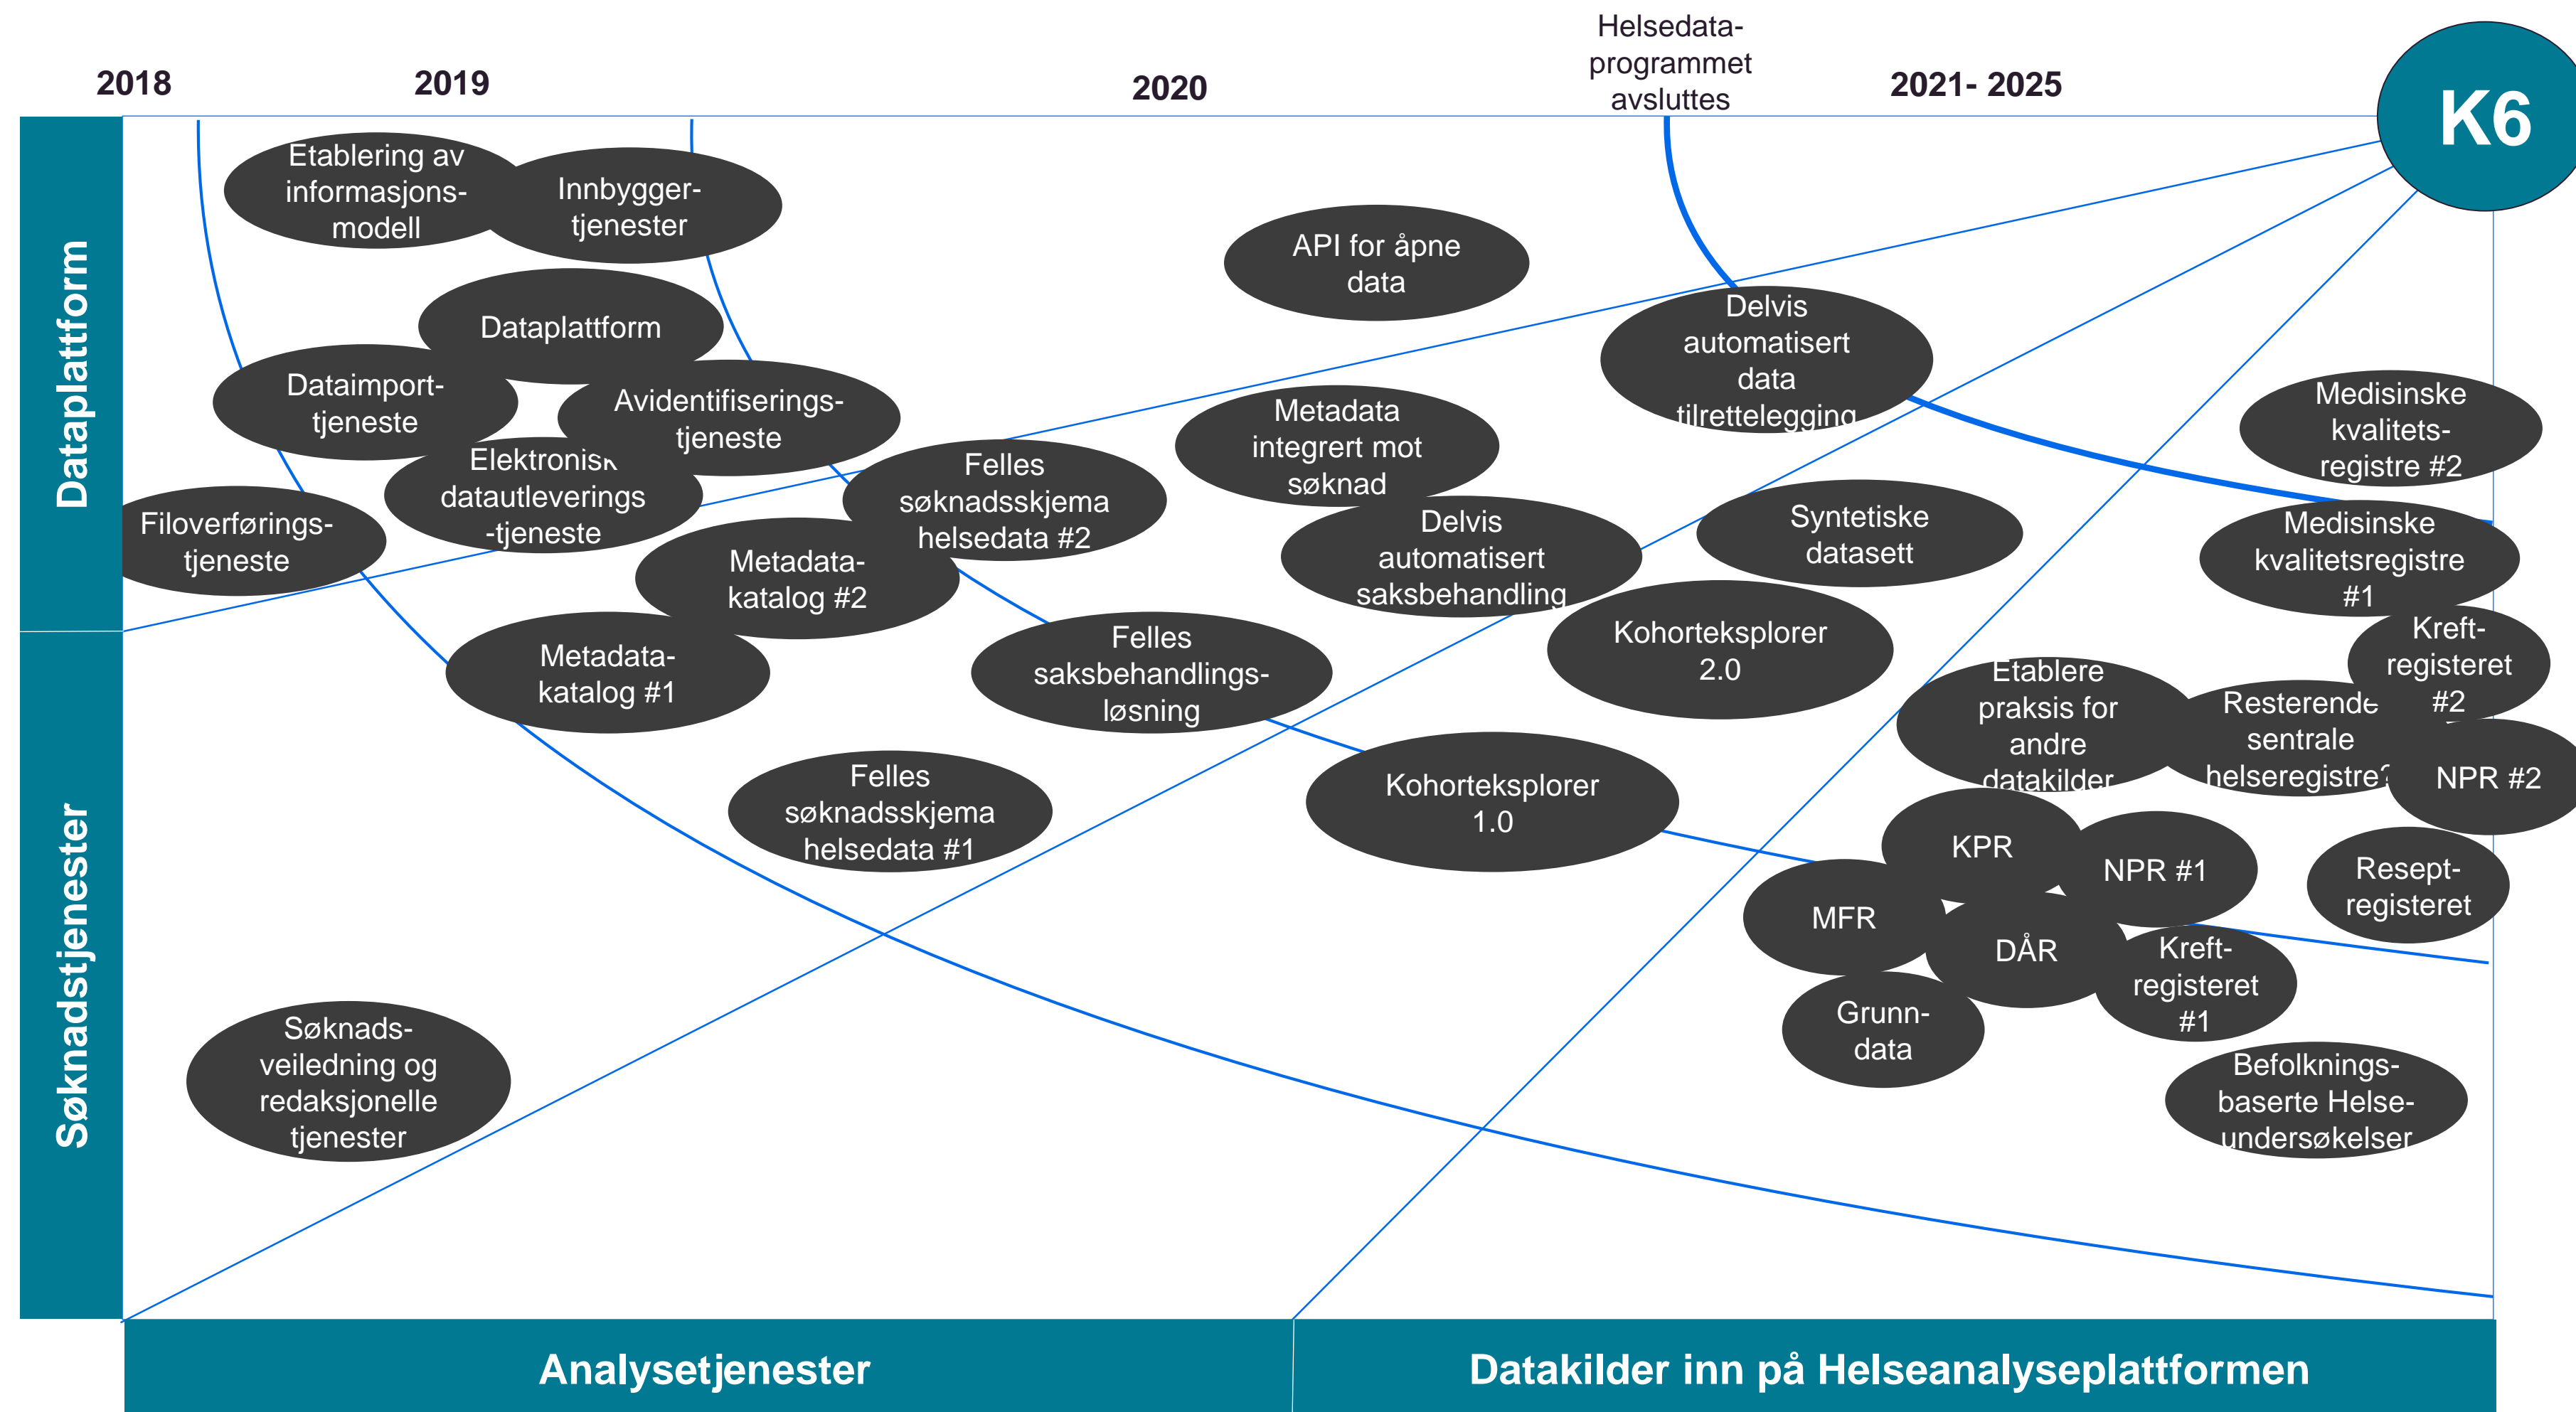 Helsedata-
programmet
avsluttes
2018
2019
2020
2021- 2025
K6
Dataplattform
Søknadstjenester
Etablering av
informasjons-
modell
Innbygger-
tjenester
API for åpne
data
Dataplattform
Dataimport-
tjeneste
Avidentifiserings-
tjeneste
Elektronisk
datautleverings
-tjeneste
Filoverførings-
tjeneste
Delvis
automatisert
data
tilrettelegging
Metadata
integrert mot
søknad
Felles
søknadsskjema
helsedata #2
Metadata-
katalog #2
Metadata-
katalog #1
Delvis
automatisert
saksbehandling
Felles
saksbehandlings-
løsning
Felles
søknadsskjema
helsedata #1
Søknads-
veiledning og
redaksjonelle
tjenester
Syntetiske
datasett
Kohorteksplorer
2.0
Kohorteksplorer
1.0
Medisinske
kvalitets-
registre #2
Medisinske
kvalitetsregistre
#1
Kreft-
registeret
#2
Etablere
praksis for
andre
datakilder
Resterende
sentrale
helseregistre?
NPR #2
KPR
NPR #1
Resept-
registeret
MFR
DÅR
Kreft-
registeret
#1
Grunn-
data
Befolknings-
baserte Helse-
undersøkelser
Analysetjenester
Datakilder inn på Helseanalyseplattformen